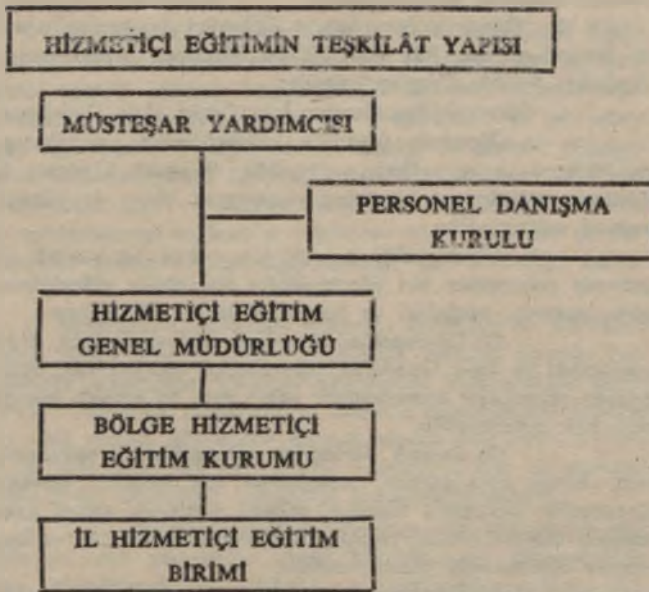 HİZMETİÇİ EĞİTİMİN TEŞKİLÂT YAPISI
MÜSTEŞAR YARDIMCISI
PERSONEL DANIŞMA
KURULU
HİZMETİÇİ EĞİTİM
GENEL MÜDÜRLÜĞÜ
BÖLGE HİZMETİÇİ
EĞİTİM KURUMU
İL HİZMETİÇİ EĞİTİM
BİRİMİ